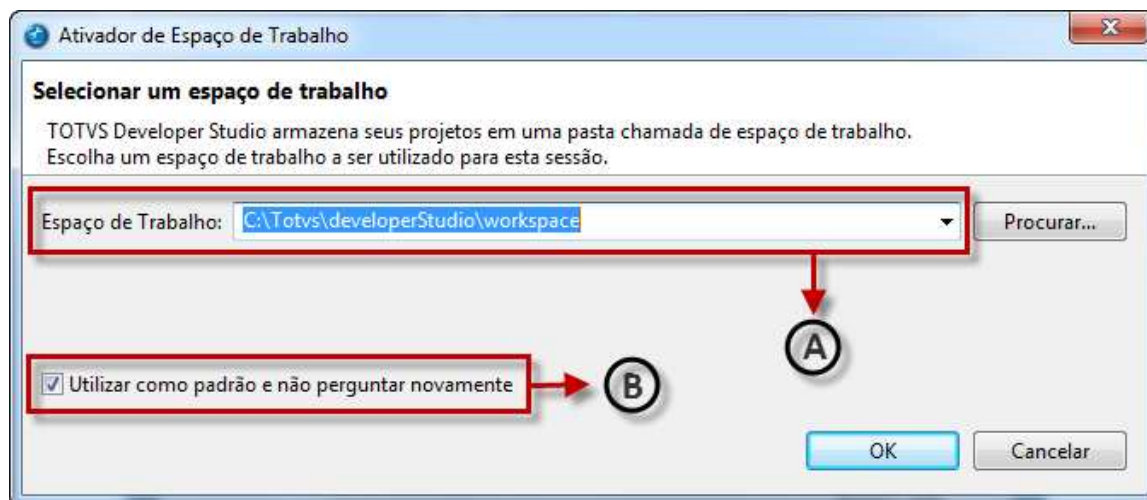 Ativador de Espaço de Trabalho
Selecionar um espaço de trabalho
TOTVS Developer Studio armazena seus projetos em uma pasta chamada de espaço de trabalho.
Escolha um espaço de trabalho a ser utilizado para esta sessão.
Espaço de Trabalho: C:\Totvs\developerStudio\workspace Procurar...
A
Utilizar como padrão e não perguntar novamente B
OK Cancelar